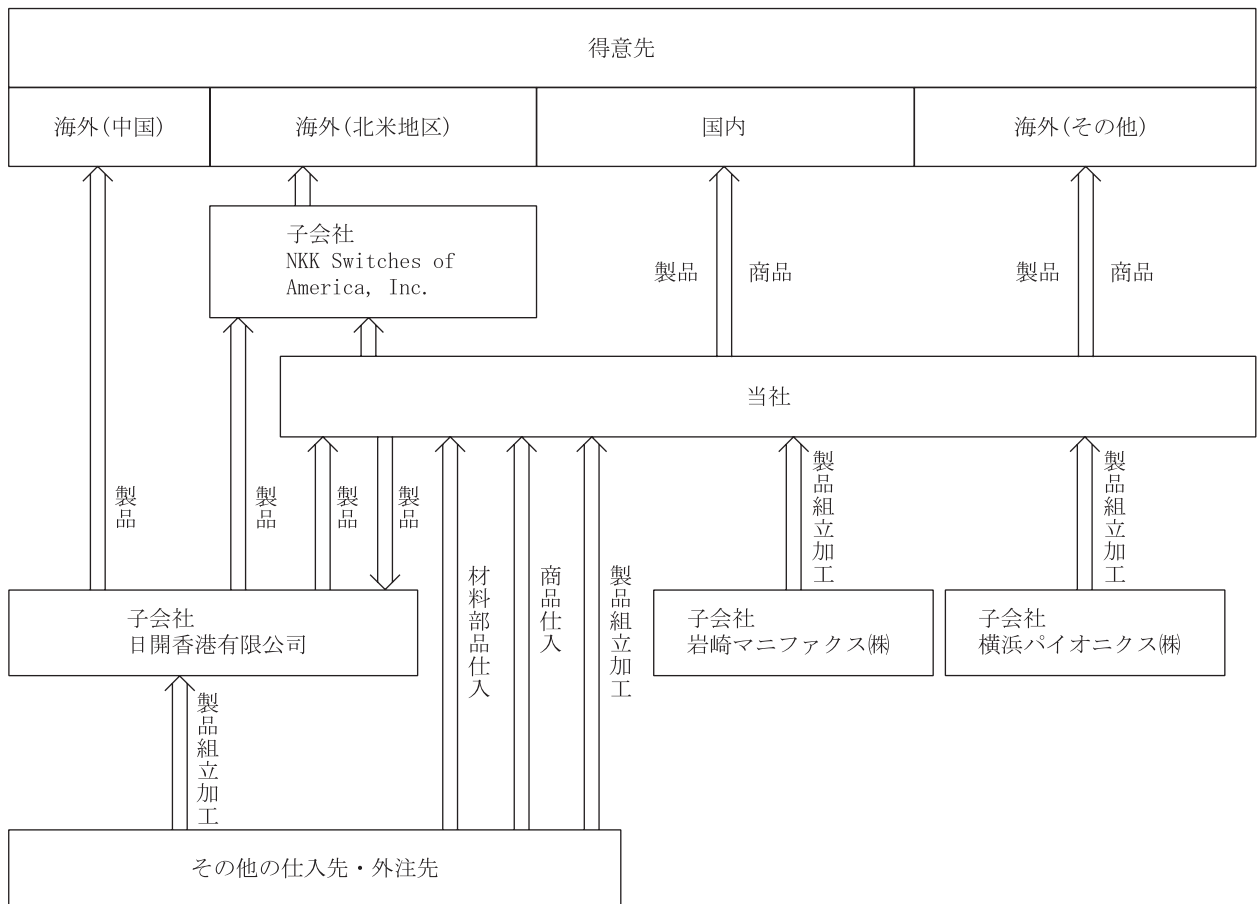 得意先
海外(中国)
海外(北米地区)
国内
海外(その他)
子会社
NKK Switches of
America, Inc.
製品
商品
製品
商品
当社
製品
製品
製品
製品
材料部品仕入
商品仕入
製品組立加工
製品組立加工
製品組立加工
子会社
日開香港有限公司
子会社
岩崎マニファクス㈱
子会社
横浜パイオニクス㈱
製品組立加工
その他の仕入先・外注先